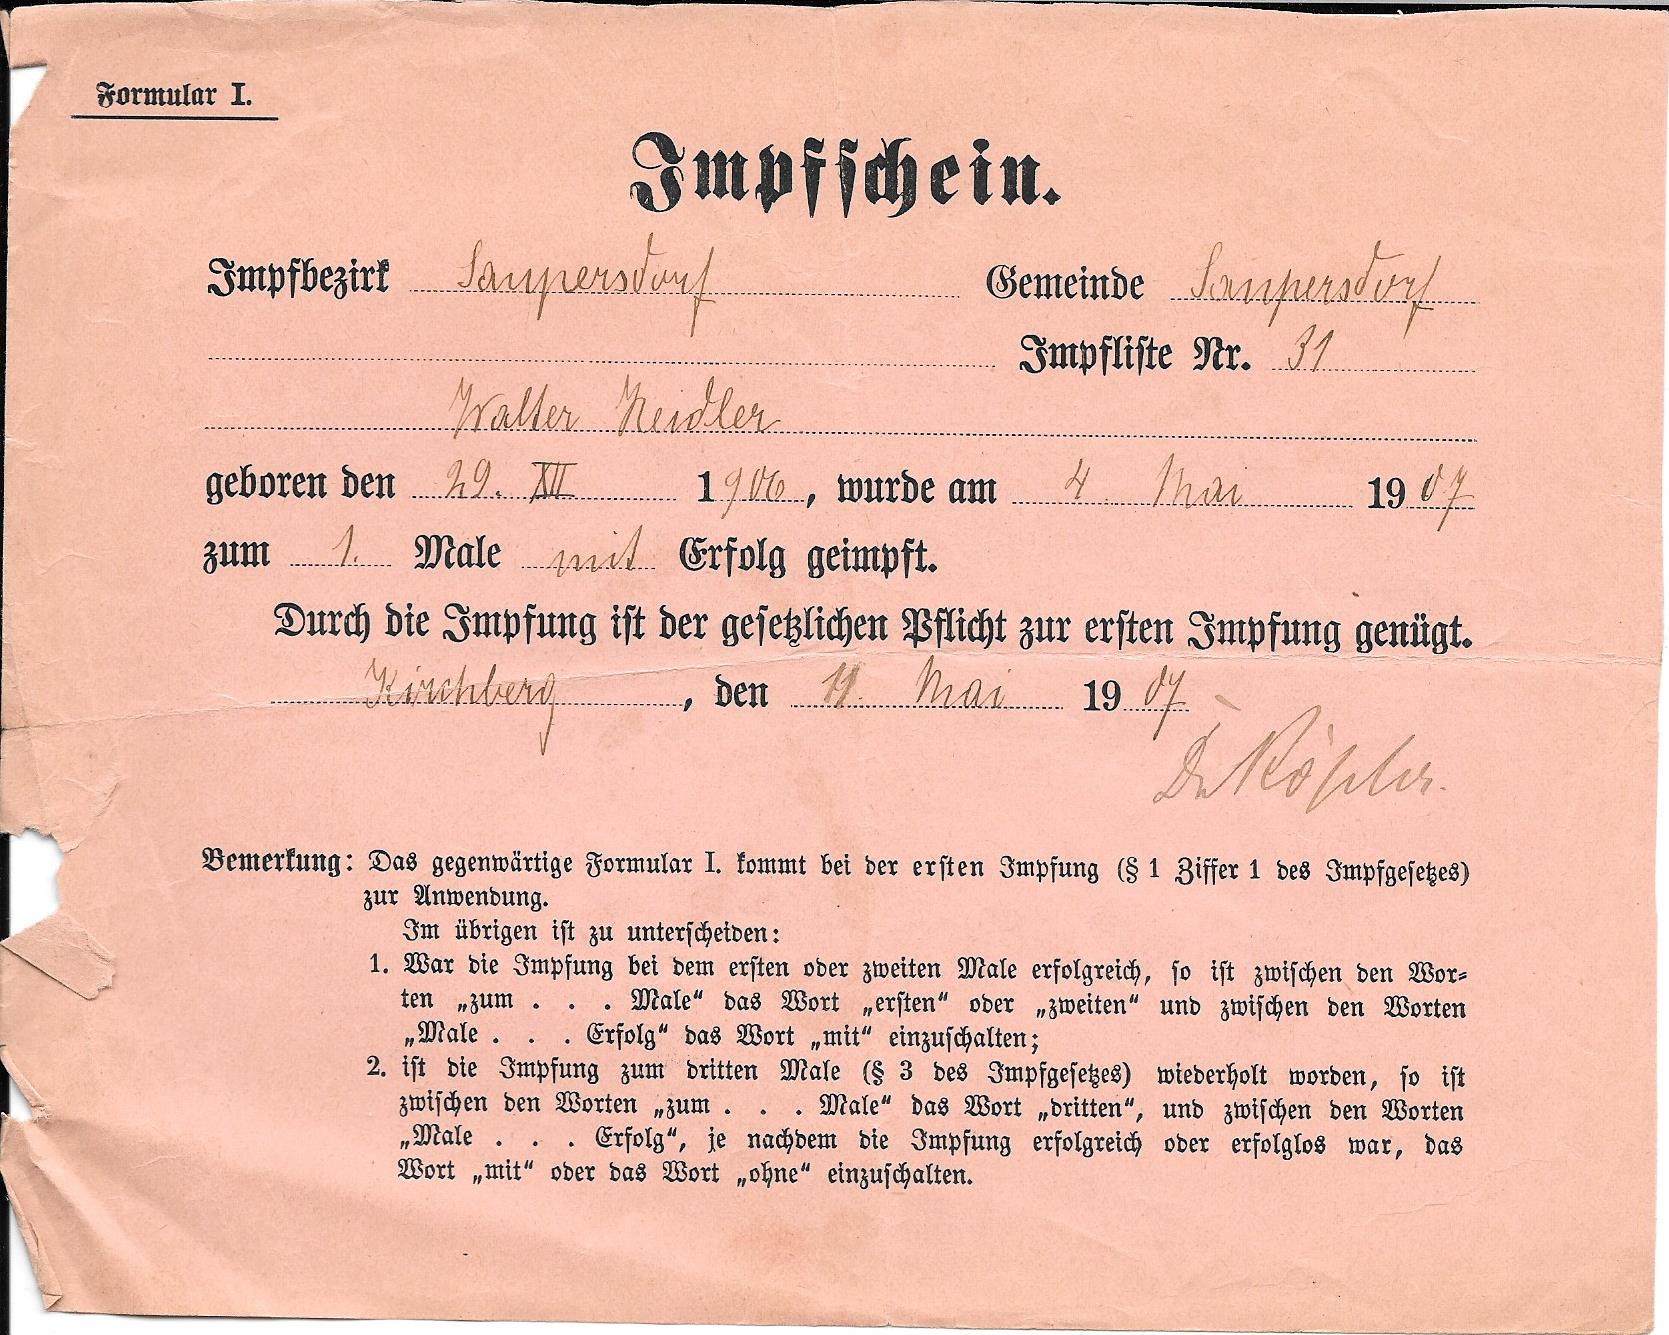 Formular I.
Impfschein.
Impfbezirk Saupersdorf Gemeinde Saupersdorf
Impfliste Nr. 31
Walter Neidler
geboren den 29. XII 1906, wurde am 4 Mai 1907
zum 1. Male mit Erfolg geimpft.
Durch die Impfung ist der gesetzlichen Pflicht zur ersten Impfung genügt.
Kirchberg, den 11. Mai 1907
Dr Rößler.
Bemerkung: Das gegenwärtige Formular I. kommt bei der ersten Impfung (§ 1 Ziffer 1 des Impfgesetzes)
zur Anwendung.
Im übrigen ist zu unterscheiden:
1. War die Impfung bei dem ersten oder zweiten Male erfolgreich, so ist zwischen den Wor-
ten „zum . . . Male“ das Wort „ersten“ oder „zweiten“ und zwischen den Worten
„Male . . . Erfolg“ das Wort „mit“ einzuschalten;
2. ist die Impfung zum dritten Male (§ 3 des Impfgesetzes) wiederholt worden, so ist
zwischen den Worten „zum . . . Male“ das Wort „dritten“, und zwischen den Worten
„Male . . . Erfolg“, je nachdem die Impfung erfolgreich oder erfolglos war, das
Wort „mit“ oder das Wort „ohne“ einzuschalten.